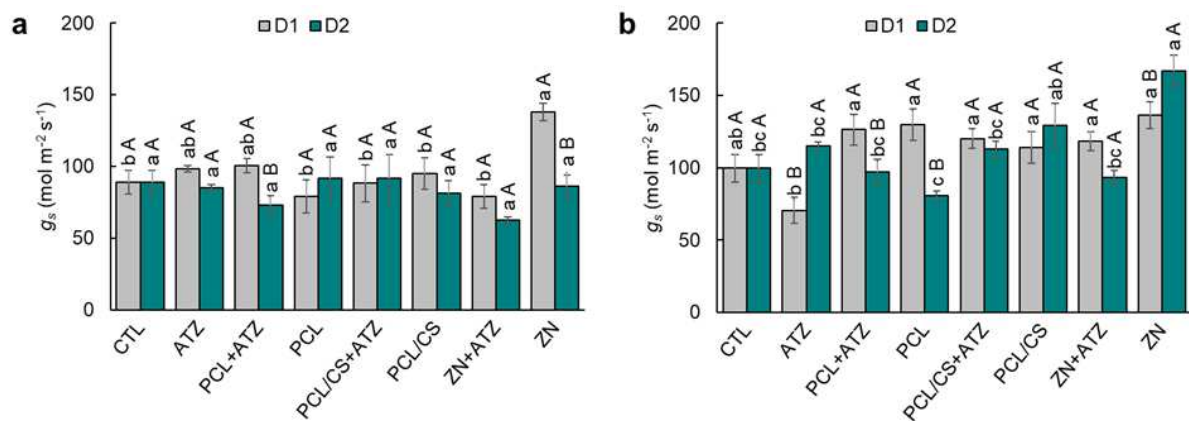 a
D1 D2
200
150
100
50
0
gₛ (mol m⁻² s⁻¹)
b A
a A
ab A
a A
ab A
a B
b A
a A
b A
a A
b A
a A
b A
a A
a A
a B
CTL
ATZ
PCL+ATZ
PCL
PCL/CS+ATZ
PCL/CS
ZN+ATZ
ZN
b
D1 D2
200
150
100
50
0
gₛ (mol m⁻² s⁻¹)
ab A
bc A
b B
bc A
a A
bc B
a A
c B
a A
bc A
a A
ab A
a A
bc A
a B
a A
CTL
ATZ
PCL+ATZ
PCL
PCL/CS+ATZ
PCL/CS
ZN+ATZ
ZN